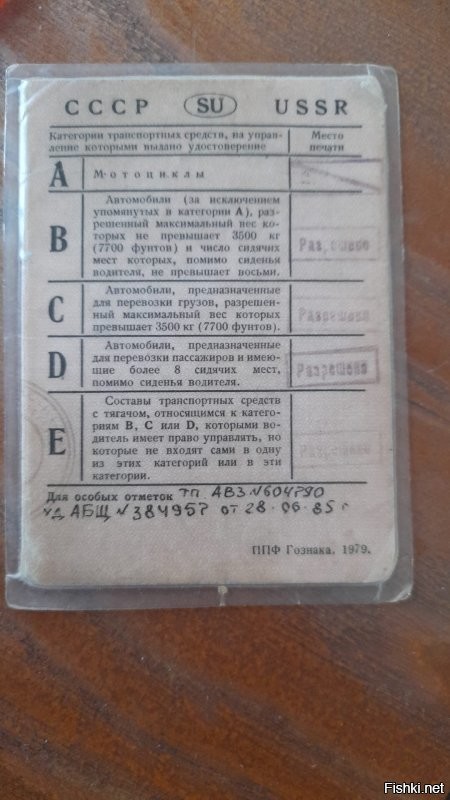 СССР SU USSR
Категории транспортных средств, на управ-
ление которыми выдано удостоверение
Место
печати
A
Мотоциклы
B
Автомобили (за исключением
упомянутых в категории A), раз-
решенный максимальный вес ко-
торых не превышает 3500 кг
(7700 фунтов) и число сидячих
мест которых, помимо сиденья
водителя, не превышает восьми.
Разрешено
C
Автомобили, предназначенные
для перевозки грузов, разрешен-
ный максимальный вес которых
превышает 3500 кг (7700 фунтов).
Разрешено
D
Автомобили, предназначенные
для перевозки пассажиров и имею-
щие более 8 сидячих мест,
помимо сиденья водителя.
Разрешено
E
Составы транспортных средств
с тягачом, относящимся к катего-
риям B, C или D, которыми во-
дитель имеет право управлять, но
которые не входят сами в одну
из этих категорий или в эти
категории.
Разрешено
Для особых отметок ТП АВЗ N604790
АБЩ N384957 от 28.06.85 г
ППФ Гознака. 1979.
Fishki.net